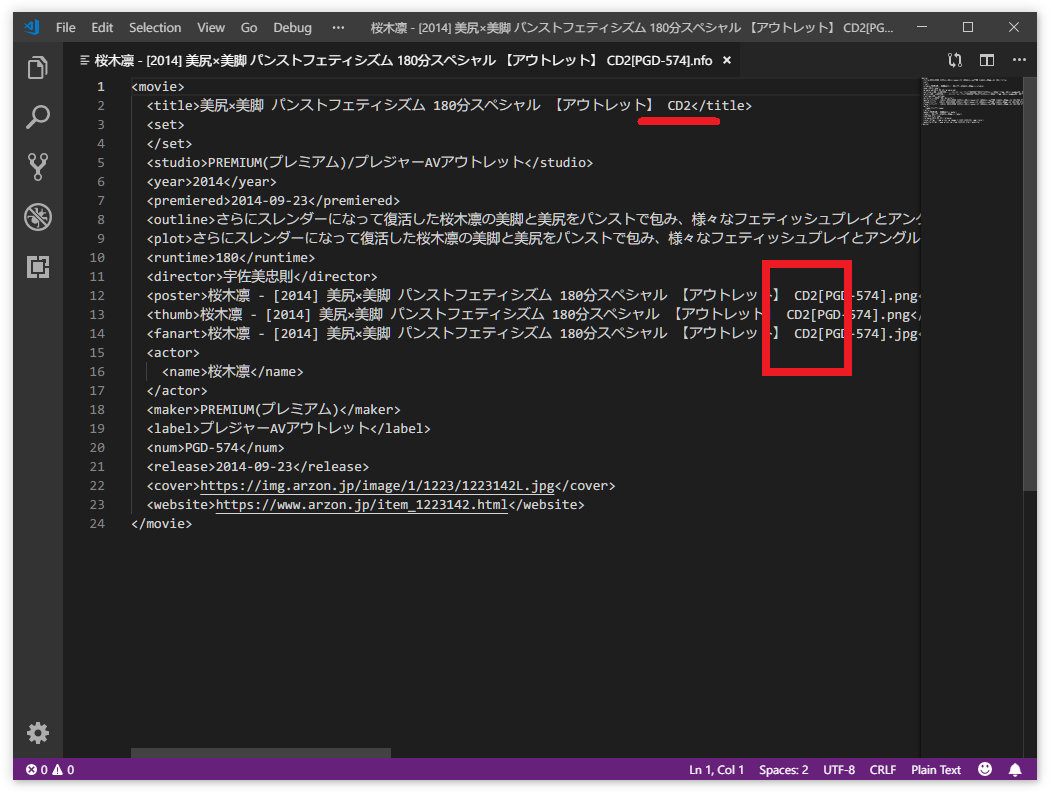 File Edit Selection View Go Debug ··· 桜木凛 - [2014] 美尻×美脚 パンストフェティシズム 180分スペシャル 【アウトレット】 CD2[PG...
桜木凛 - [2014] 美尻×美脚 パンストフェティシズム 180分スペシャル 【アウトレット】 CD2[PGD-574].nfo ×
1 <movie>
2 <title>美尻×美脚 パンストフェティシズム 180分スペシャル 【アウトレット】 CD2</title>
3 <set>
4 </set>
5 <studio>PREMIUM(プレミアム)/プレジャーAVアウトレット</studio>
6 <year>2014</year>
7 <premiered>2014-09-23</premiered>
8 <outline>さらにスレンダーになって復活した桜木凛の美脚と美尻をパンストで包み、様々なフェティッシュプレイとアング
9 <plot>さらにスレンダーになって復活した桜木凛の美脚と美尻をパンストで包み、様々なフェティッシュプレイとアングル
10 <runtime>180</runtime>
11 <director>宇佐美忠則</director>
12 <poster>桜木凛 - [2014] 美尻×美脚 パンストフェティシズム 180分スペシャル 【アウトレット】 CD2[PGD-574].png<
13 <thumb>桜木凛 - [2014] 美尻×美脚 パンストフェティシズム 180分スペシャル 【アウトレット】 CD2[PGD-574].png</
14 <fanart>桜木凛 - [2014] 美尻×美脚 パンストフェティシズム 180分スペシャル 【アウトレット】 CD2[PGD-574].jpg<
15 <actor>
16 <name>桜木凛</name>
17 </actor>
18 <maker>PREMIUM(プレミアム)</maker>
19 <label>プレジャーAVアウトレット</label>
20 <num>PGD-574</num>
21 <release>2014-09-23</release>
22 <cover>https://img.arzon.jp/image/1/1223/1223142L.jpg</cover>
23 <website>https://www.arzon.jp/item_1223142.html</website>
24 </movie>
0 0 Ln 1, Col 1 Spaces: 2 UTF-8 CRLF Plain Text